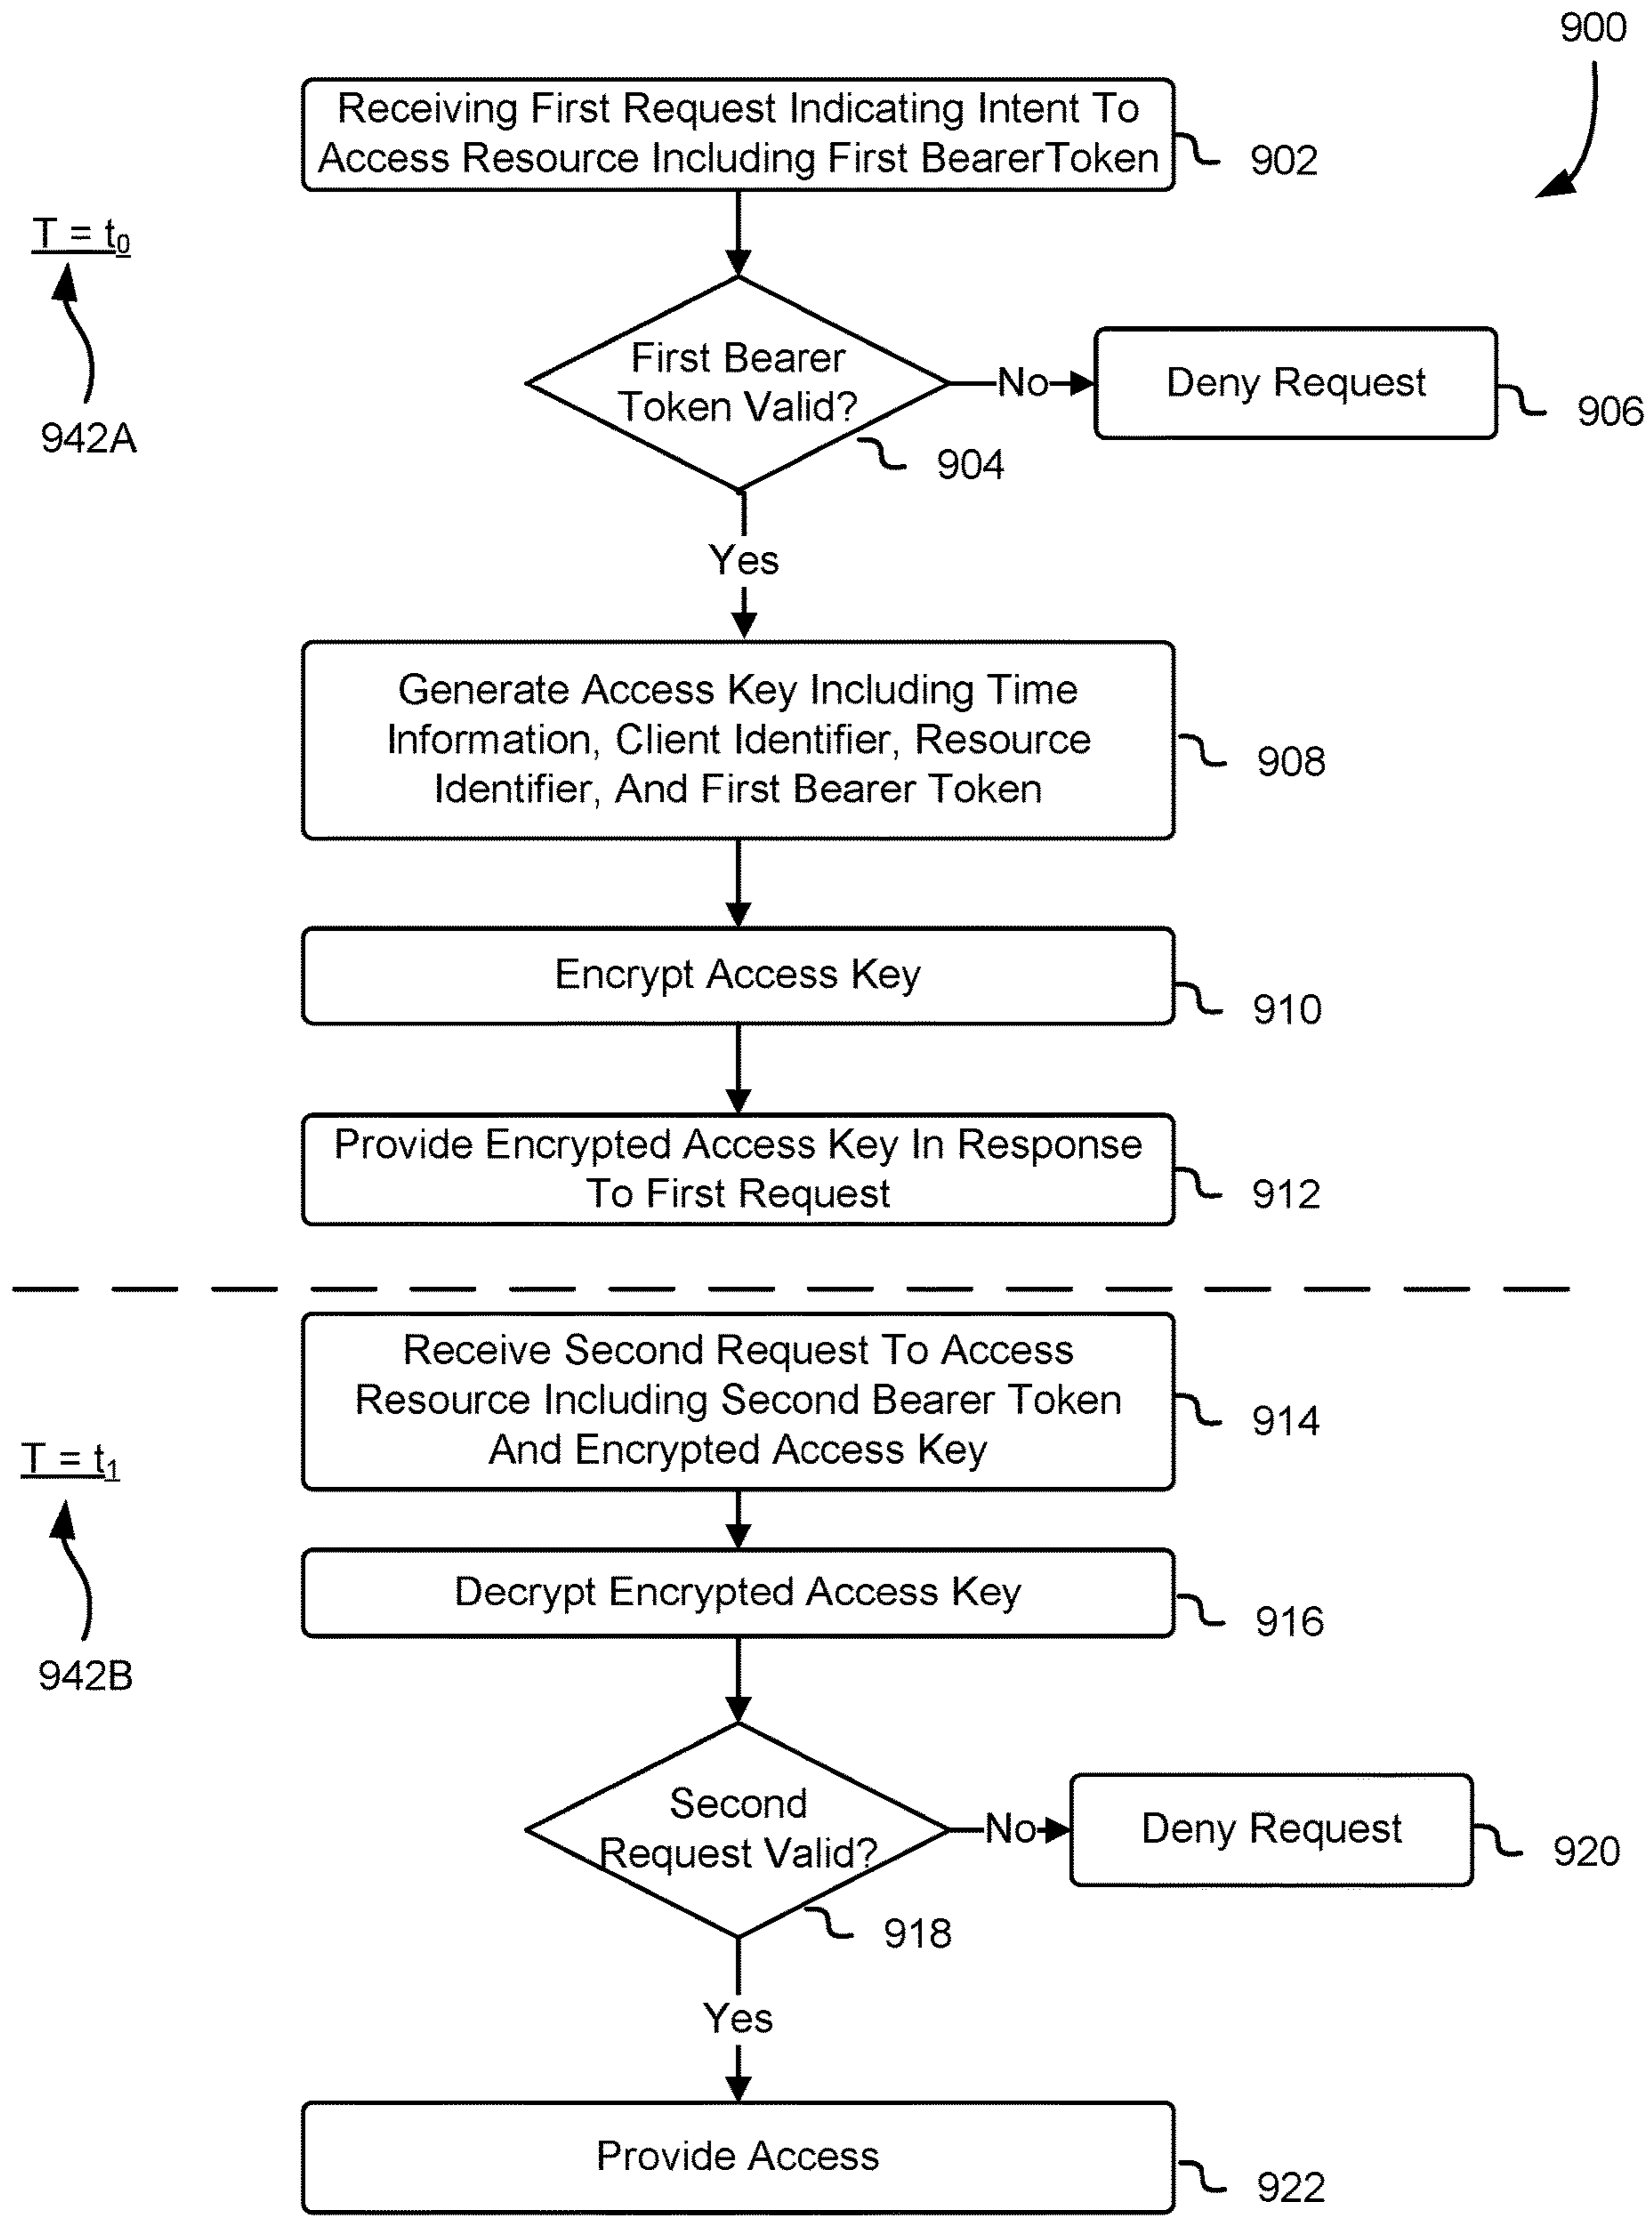 900
Receiving First Request Indicating Intent To
Access Resource Including First BearerToken
902
T = t0
942A
First Bearer
Token Valid?
904
No
Deny Request
906
Yes
Generate Access Key Including Time
Information, Client Identifier, Resource
Identifier, And First Bearer Token
908
Encrypt Access Key
910
Provide Encrypted Access Key In Response
To First Request
912
Receive Second Request To Access
Resource Including Second Bearer Token
And Encrypted Access Key
914
T = t1
942B
Decrypt Encrypted Access Key
916
Second
Request Valid?
918
No
Deny Request
920
Yes
Provide Access
922